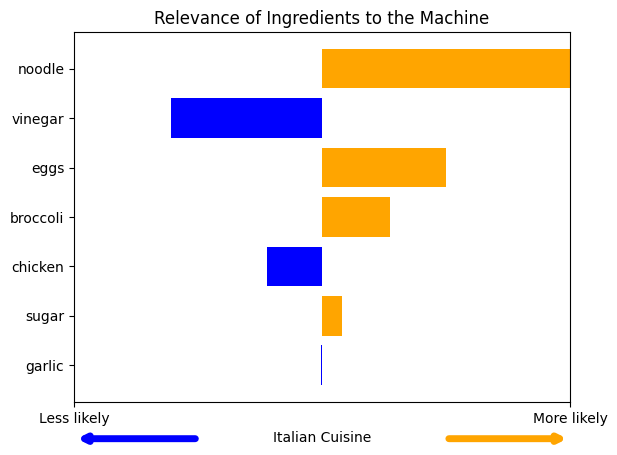 Relevance of Ingredients to the Machine
noodle
vinegar
eggs
broccoli
chicken
sugar
garlic
Less likely
More likely
Italian Cuisine